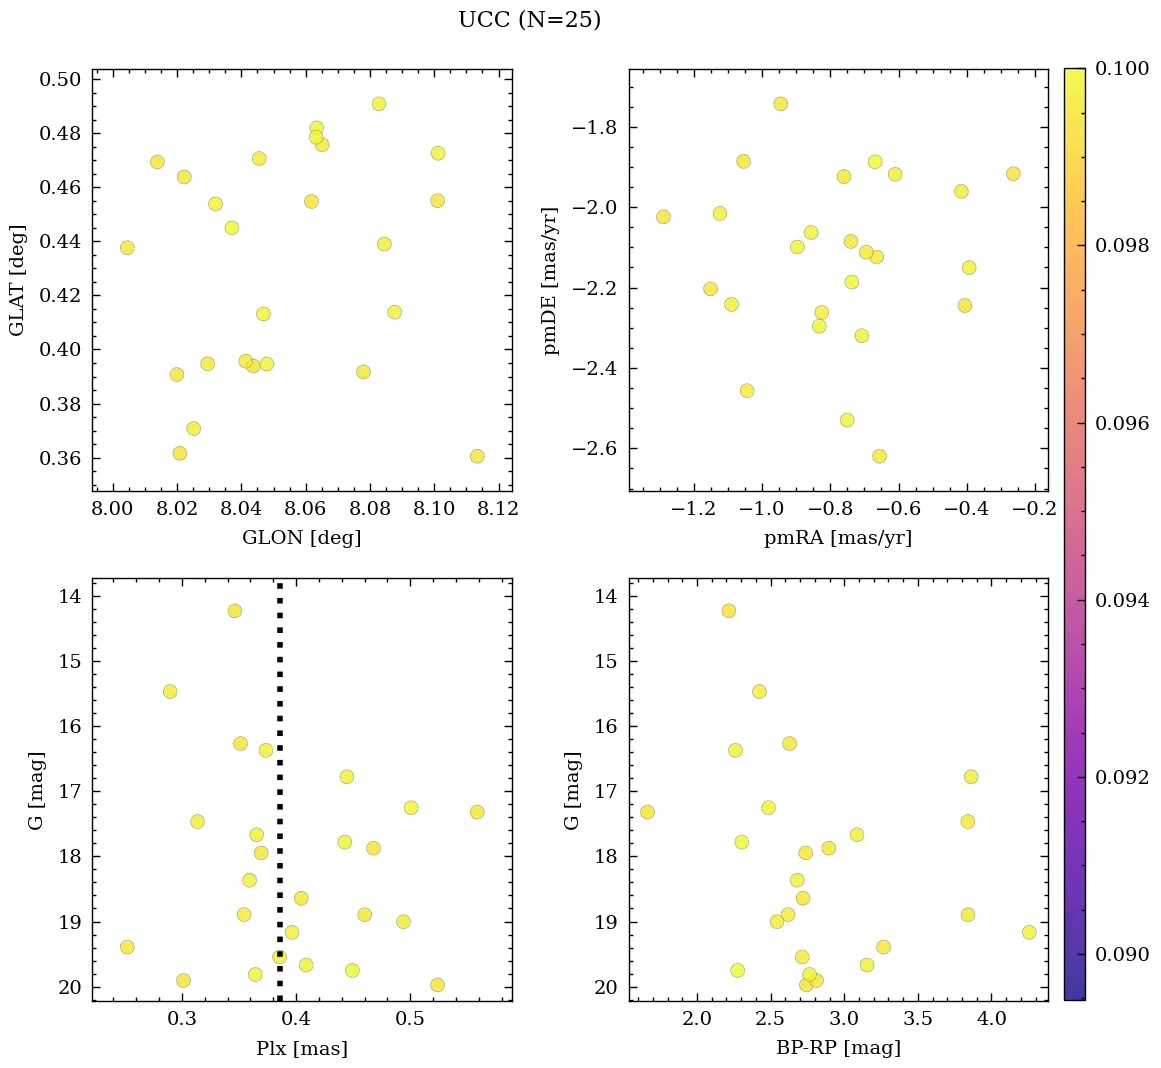 UCC (N=25)
0.50
0.48
0.46
0.44
0.42
0.40
0.38
0.36
GLAT [deg]
8.00 8.02 8.04 8.06 8.08 8.10 8.12
GLON [deg]
−1.8
−2.0
−2.2
−2.4
−2.6
pmDE [mas/yr]
−1.2 −1.0 −0.8 −0.6 −0.4 −0.2
pmRA [mas/yr]
0.100
0.098
0.096
0.094
0.092
0.090
14
15
16
17
18
19
20
G [mag]
0.3 0.4 0.5
Plx [mas]
14
15
16
17
18
19
20
G [mag]
2.0 2.5 3.0 3.5 4.0
BP-RP [mag]